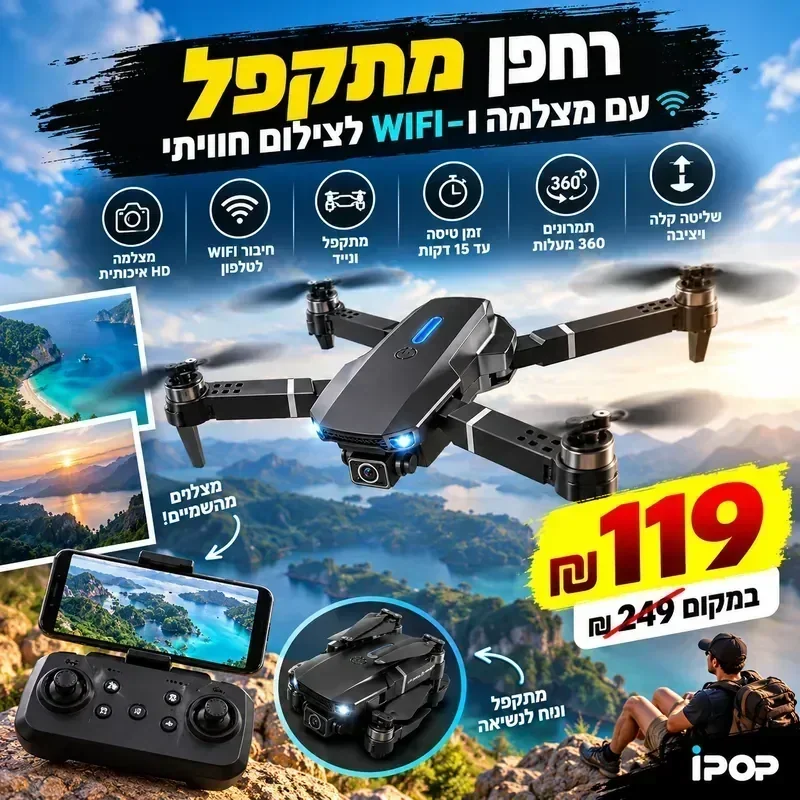 רחפן מתקפל
עם מצלמה ו-WIFI לצילום חוויתי
שליטה קלה
ויציבה
360°
תמרונים
360 מעלות
זמן טיסה
עד 15 דקות
מתקפל
ונייד
חיבור WIFI
לטלפון
מצלמה
HD איכותית
מצלמים
מהשמיים!
₪119
במקום 249 ₪
מתקפל
ונוח לנשיאה
iPOP